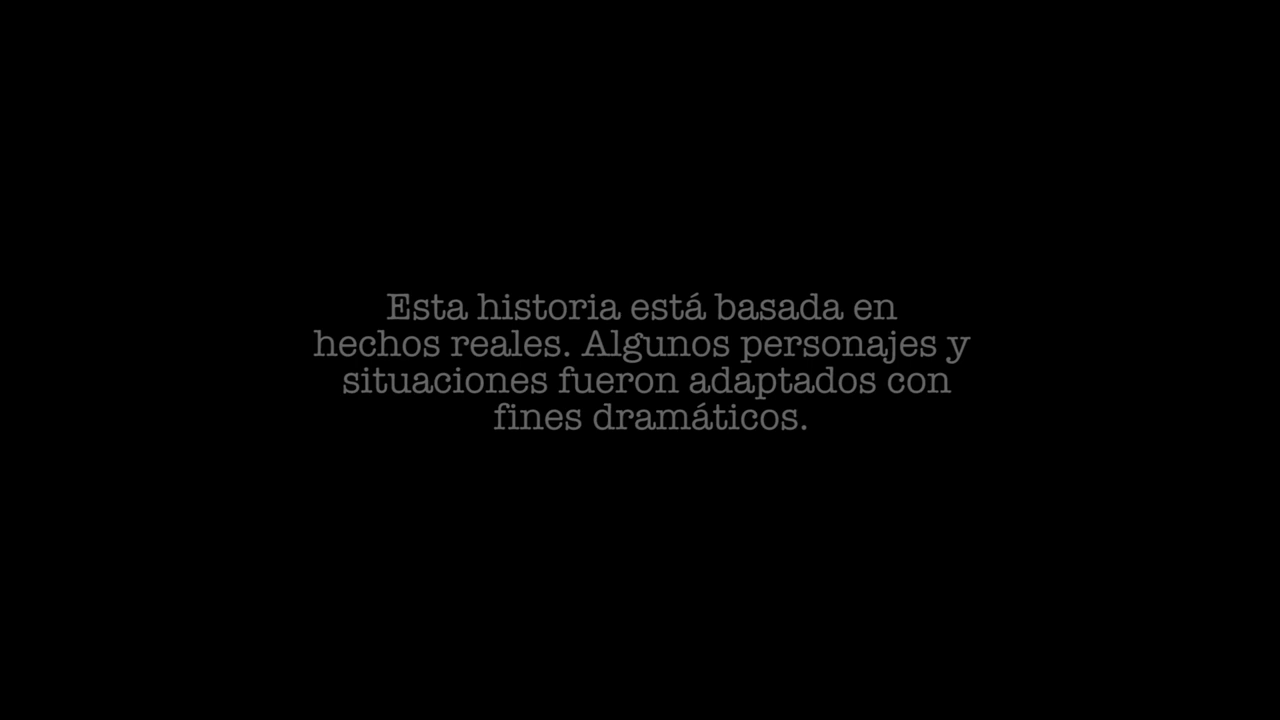 Esta historia está basada en
hechos reales. Algunos personajes y
situaciones fueron adaptados con
fines dramáticos.